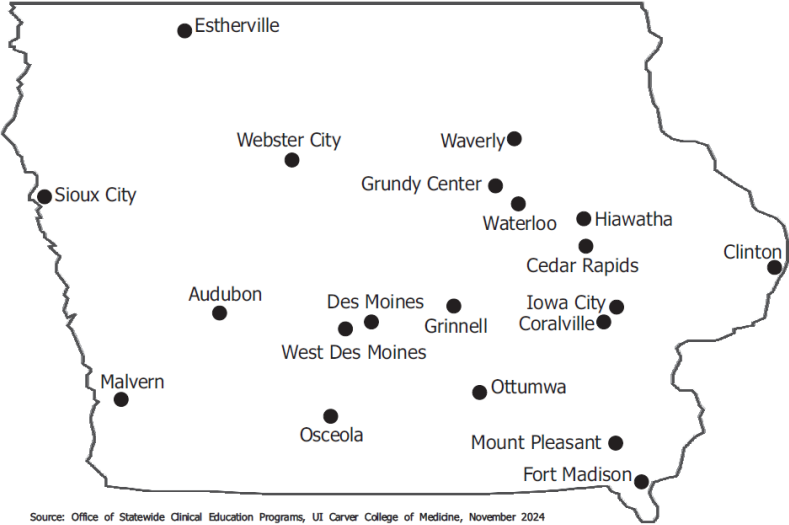 Estherville
Webster City
Waverly
Grundy Center
Sioux City
Waterloo
Hiawatha
Clinton
Cedar Rapids
Audubon
Des Moines
Iowa City
Grinnell
Coralville
West Des Moines
Malvern
Ottumwa
Osceola
Mount Pleasant
Fort Madison
Source: Office of Statewide Clinical Education Programs, UI Carver College of Medicine, November 2024